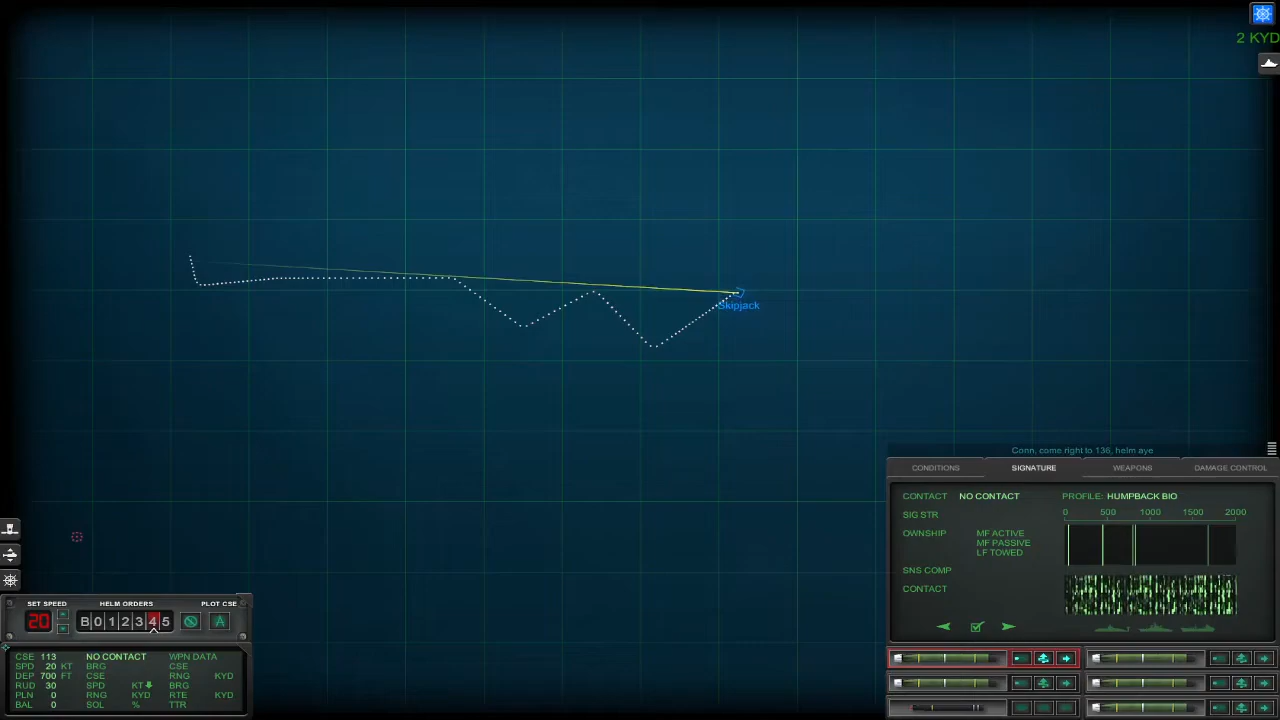 2 KYD
Skipjack
Conn, come right to 136, helm aye
CONDITIONS SIGNATURE WEAPONS DAMAGE CONTROL
CONTACT NO CONTACT PROFILE: HUMPBACK BIO
SIG STR 0 500 1000 1500 2000
OWNSHIP MF ACTIVE
MF PASSIVE
LF TOWED
SNS COMP
CONTACT
SET SPEED HELM ORDERS PLOT CSE
20 B 0 1 2 3 4 5
CSE 113 NO CONTACT WPN DATA
SPD 20 KT BRG CSE
DEP 700 FT CSE RNG KYD
RUD 30 SPD KT BRG
PLN 0 RNG KYD RTE KYD
BAL 0 SOL % TTR